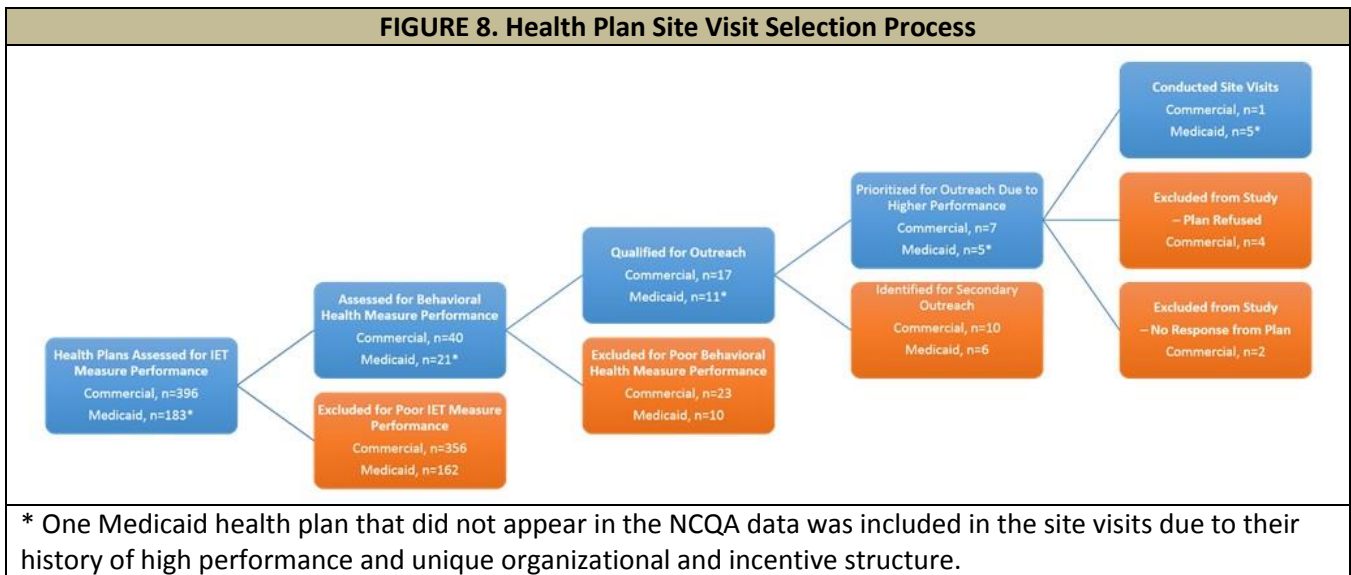 FIGURE 8. Health Plan Site Visit Selection Process
Health Plans Assessed for IET
Measure Performance
Commercial, n=396
Medicaid, n=183*
Assessed for Behavioral
Health Measure Performance
Commercial, n=40
Medicaid, n=21*
Excluded for Poor IET Measure
Performance
Commercial, n=356
Medicaid, n=162
Qualified for Outreach
Commercial, n=17
Medicaid, n=11*
Excluded for Poor Behavioral
Health Measure Performance
Commercial, n=23
Medicaid, n=10
Prioritized for Outreach Due to
Higher Performance
Commercial, n=7
Medicaid, n=5*
Identified for Secondary
Outreach
Commercial, n=10
Medicaid, n=6
Conducted Site Visits
Commercial, n=1
Medicaid, n=5*
Excluded from Study
– Plan Refused
Commercial, n=4
Excluded from Study
– No Response from Plan
Commercial, n=2
* One Medicaid health plan that did not appear in the NCQA data was included in the site visits due to their
history of high performance and unique organizational and incentive structure.